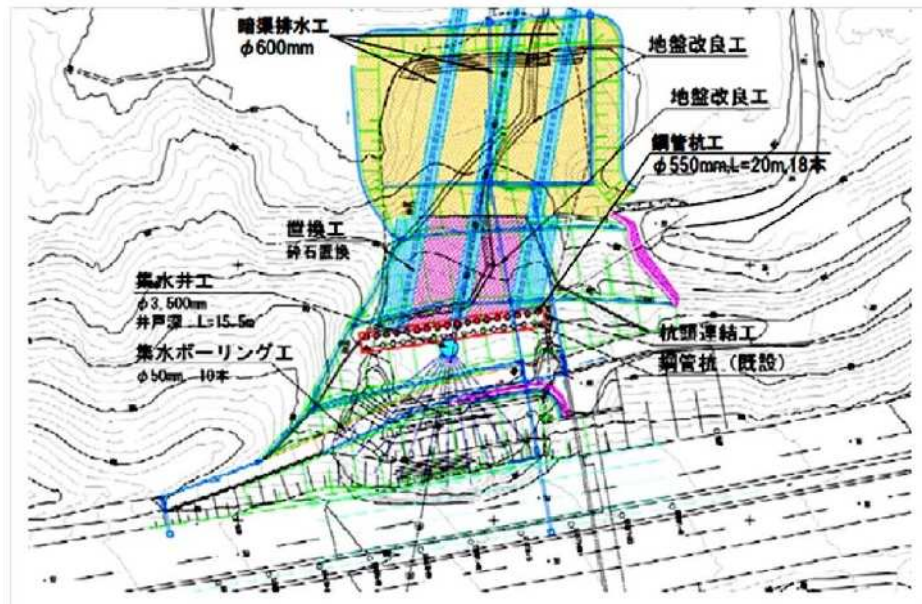 暗渠排水工
φ600mm
地盤改良工
地盤改良工
鋼管杭工
φ550mm,L=20m,18本
置換工
砕石置換
集水井工
φ3,500mm
井戸深 L=15.5m
集水ボーリング工
φ50mm 10本
杭頭連結工
鋼管杭（既設）